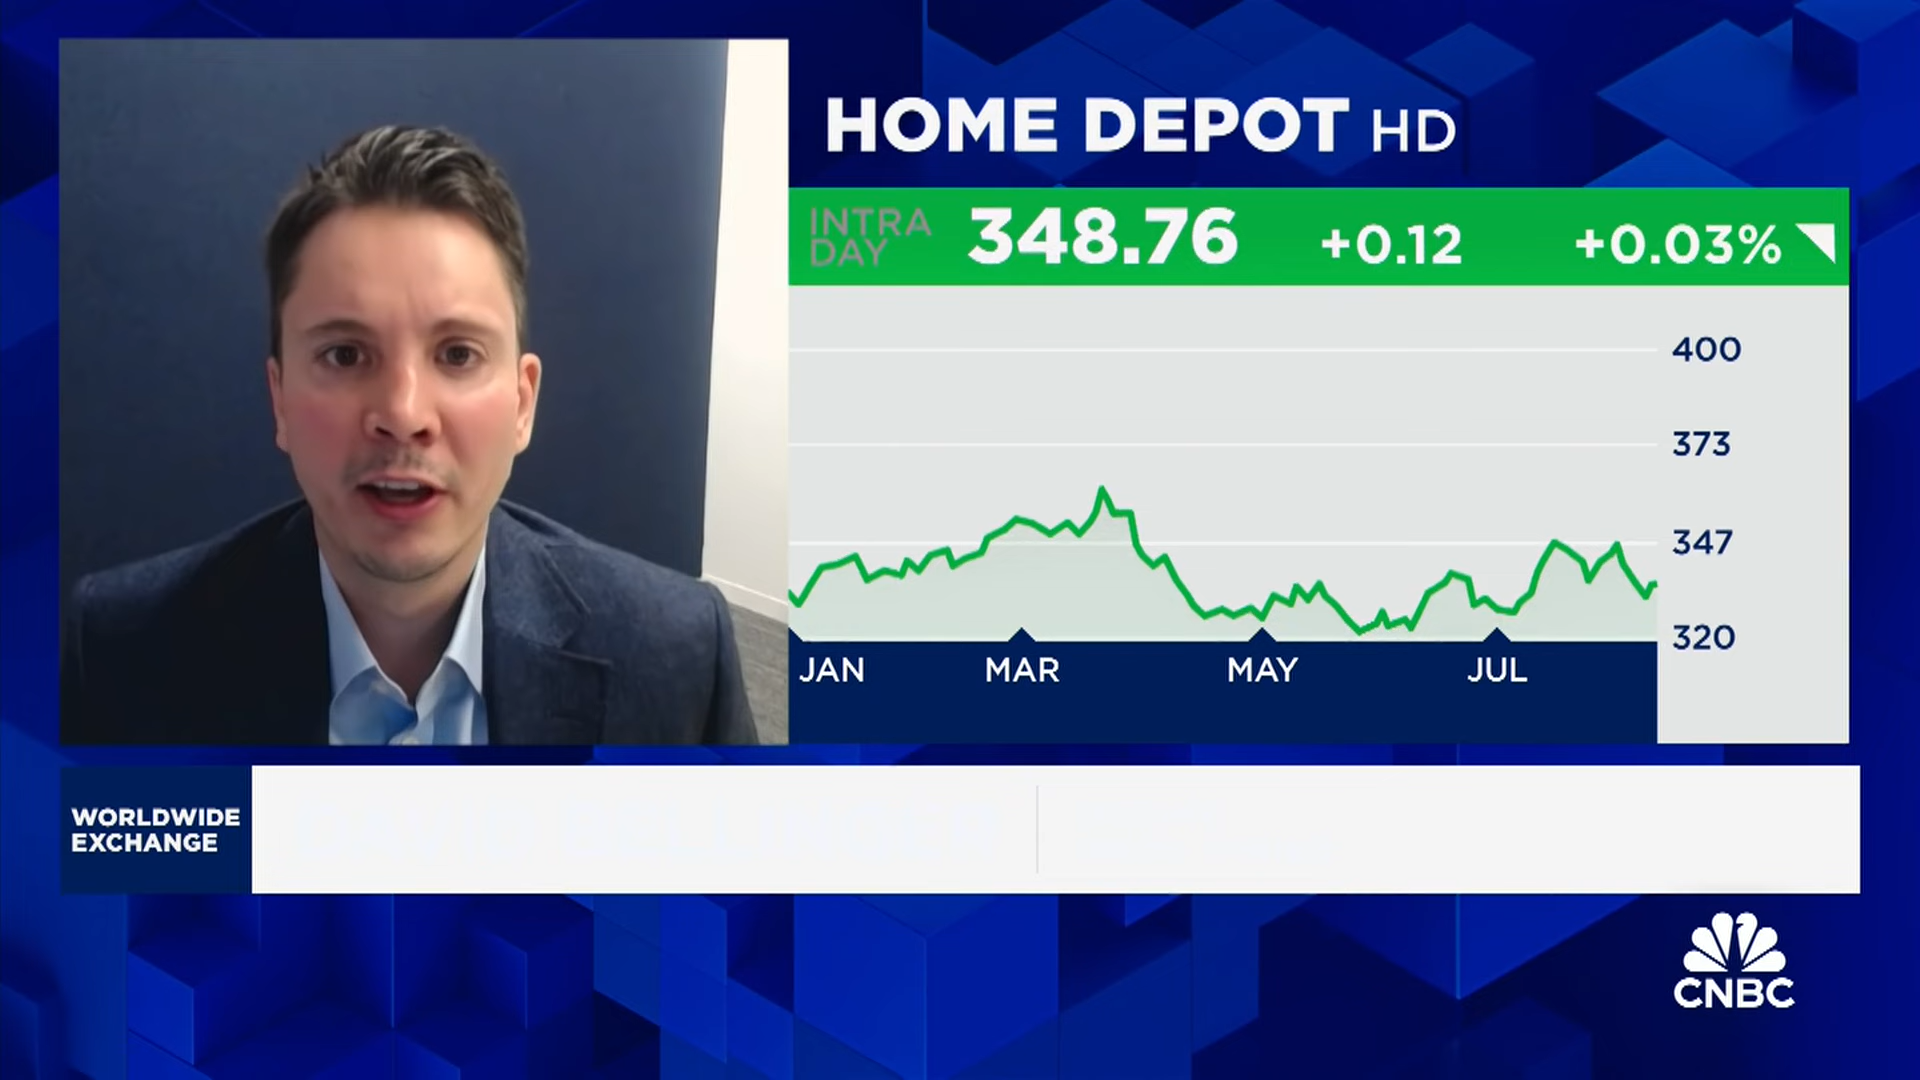 HOME DEPOT HD
INTRA
DAY
348.76 +0.12 +0.03%
400
373
347
320
JAN MAR MAY JUL
WORLDWIDE
EXCHANGE
CNBC